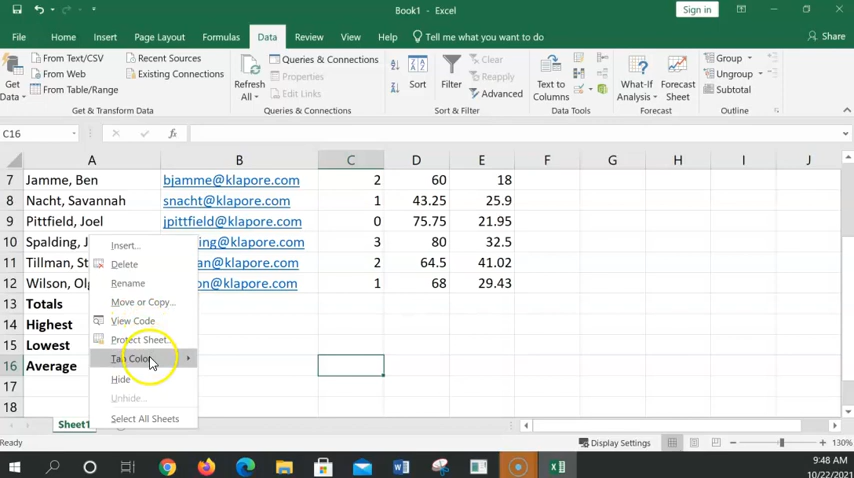 Book1 - Excel
Sign in
File Home Insert Page Layout Formulas Data Review View Help Tell me what you want to do Share
Get Data
From Text/CSV
From Web
From Table/Range
Recent Sources
Existing Connections
Get & Transform Data
Refresh All
Queries & Connections
Properties
Edit Links
Queries & Connections
Sort
Filter
Clear
Reapply
Advanced
Sort & Filter
Text to Columns
Data Tools
What-If Analysis
Forecast Sheet
Forecast
Group
Ungroup
Subtotal
Outline
C16 fx
A B C D E F G H I J
7 Jamme, Ben bjamme@klapore.com 2 60 18
8 Nacht, Savannah snacht@klapore.com 1 43.25 25.9
9 Pittfield, Joel jpittfield@klapore.com 0 75.75 21.95
10 Spalding, J ing@klapore.com 3 80 32.5
11 Tillman, St an@klapore.com 2 64.5 41.02
12 Wilson, Olg on@klapore.com 1 68 29.43
13 Totals
14 Highest
15 Lowest
16 Average
17
18
Insert...
Delete
Rename
Move or Copy...
View Code
Protect Sheet...
Tab Color
Hide
Unhide...
Select All Sheets
Sheet1
Ready Display Settings 130%
9:48 AM
10/22/2021